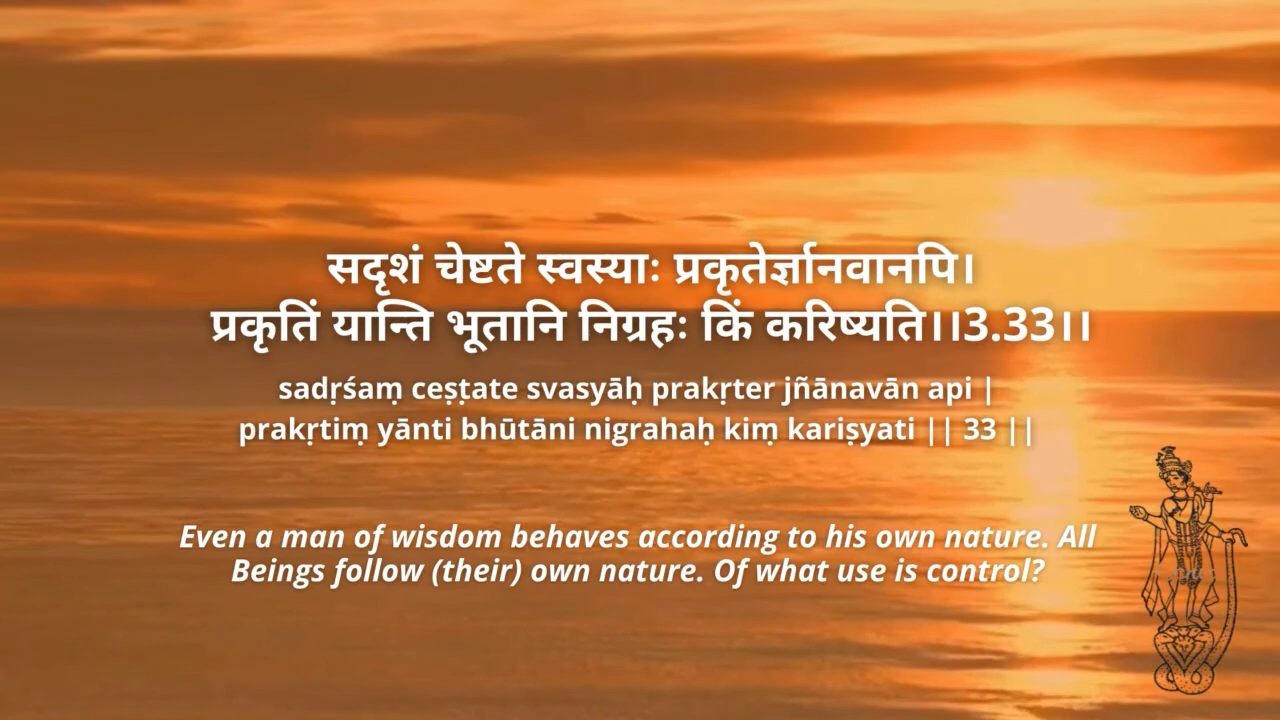 सदृशं चेष्टते स्वस्याः प्रकृतेर्ज्ञानवानपि।
प्रकृतिं यान्ति भूतानि निग्रहः किं करिष्यति।।3.33।।
sadṛśaṃ ceṣṭate svasyāḥ prakṛter jñānavān api |
prakṛtiṃ yānti bhūtāni nigrahaḥ kiṃ kariṣyati || 33 ||
Even a man of wisdom behaves according to his own nature. All
Beings follow (their) own nature. Of what use is control?